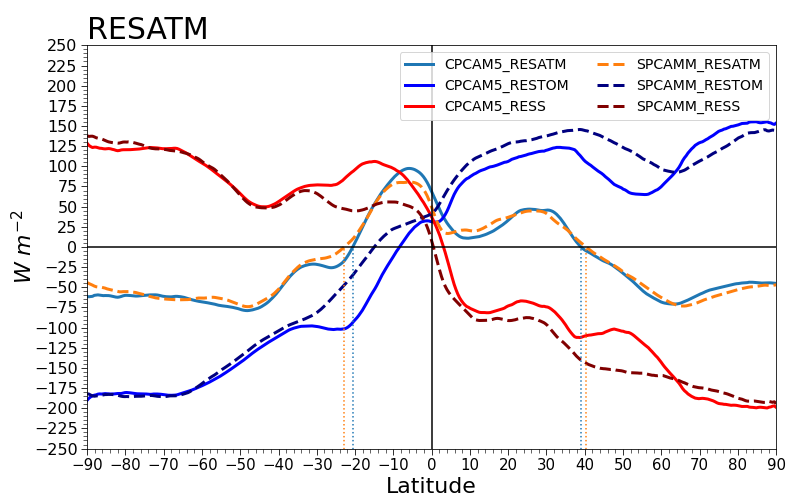 RESATM
250
225
200
175
150
125
100
75
50
25
0
−25
−50
−75
−100
−125
−150
−175
−200
−225
−250
W m−2
CPCAM5_RESATM
CPCAM5_RESTOM
CPCAM5_RESS
SPCAMM_RESATM
SPCAMM_RESTOM
SPCAMM_RESS
−90 −80 −70 −60 −50 −40 −30 −20 −10 0 10 20 30 40 50 60 70 80 90
Latitude